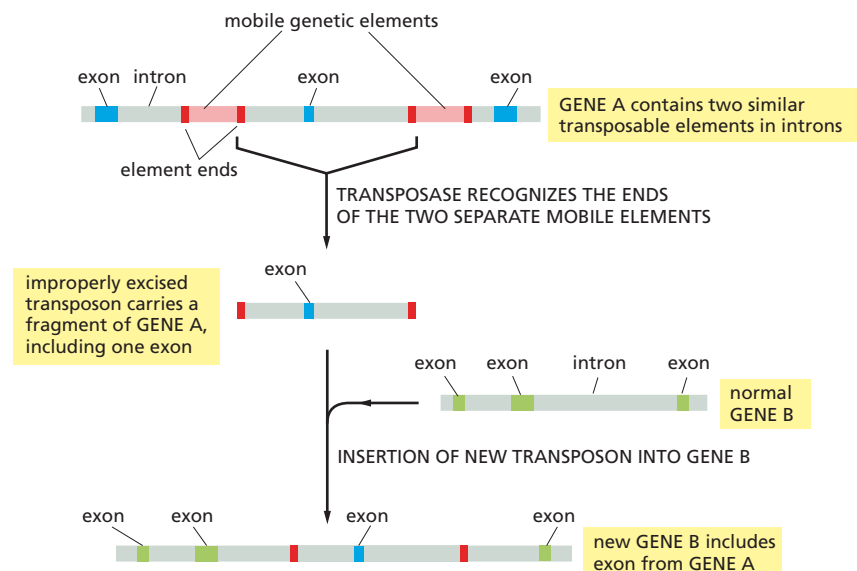 mobile genetic elements
exon
intron
exon
exon
GENE A contains two similar
transposable elements in introns
element ends
TRANSPOSASE RECOGNIZES THE ENDS
OF THE TWO SEPARATE MOBILE ELEMENTS
improperly excised
transposon carries a
fragment of GENE A,
including one exon
exon
exon
exon
intron
exon
normal
GENE B
INSERTION OF NEW TRANSPOSON INTO GENE B
exon
exon
exon
exon
new GENE B includes
exon from GENE A